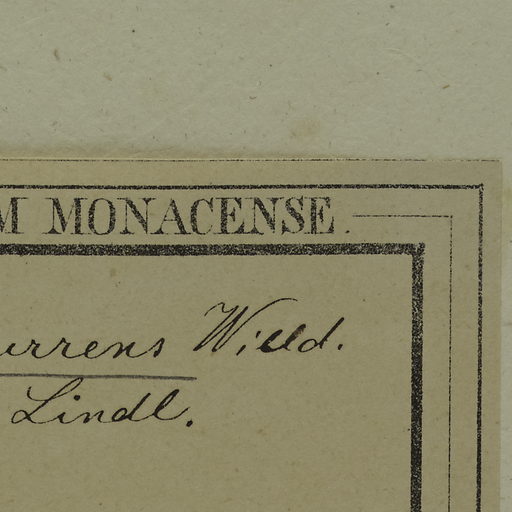 M MONACENSE.
urrens Willd.
Lindl.